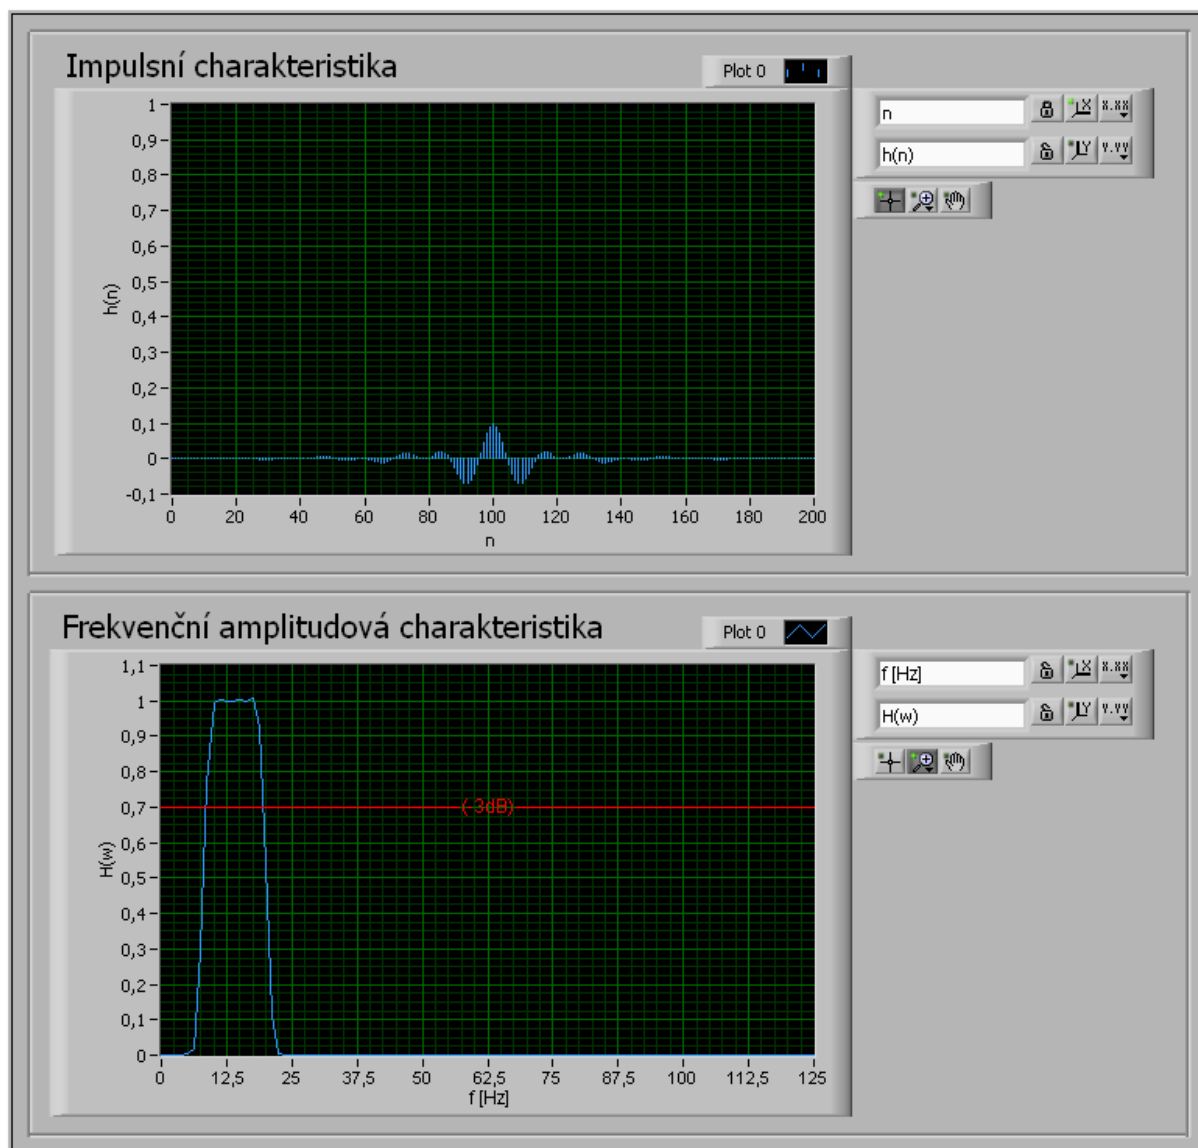 Impulsní charakteristika
Plot 0
1
0,9
0,8
0,7
0,6
0,5
0,4
0,3
0,2
0,1
0
-0,1
h(n)
0 20 40 60 80 100 120 140 160 180 200
n
n
X X.XX
h(n)
Y Y.YY
Frekvenční amplitudová charakteristika
Plot 0
1,1
1
0,9
0,8
0,7
0,6
0,5
0,4
0,3
0,2
0,1
0
H(w)
(-3dB)
0 12,5 25 37,5 50 62,5 75 87,5 100 112,5 125
f [Hz]
f [Hz]
X X.XX
H(w)
Y Y.YY